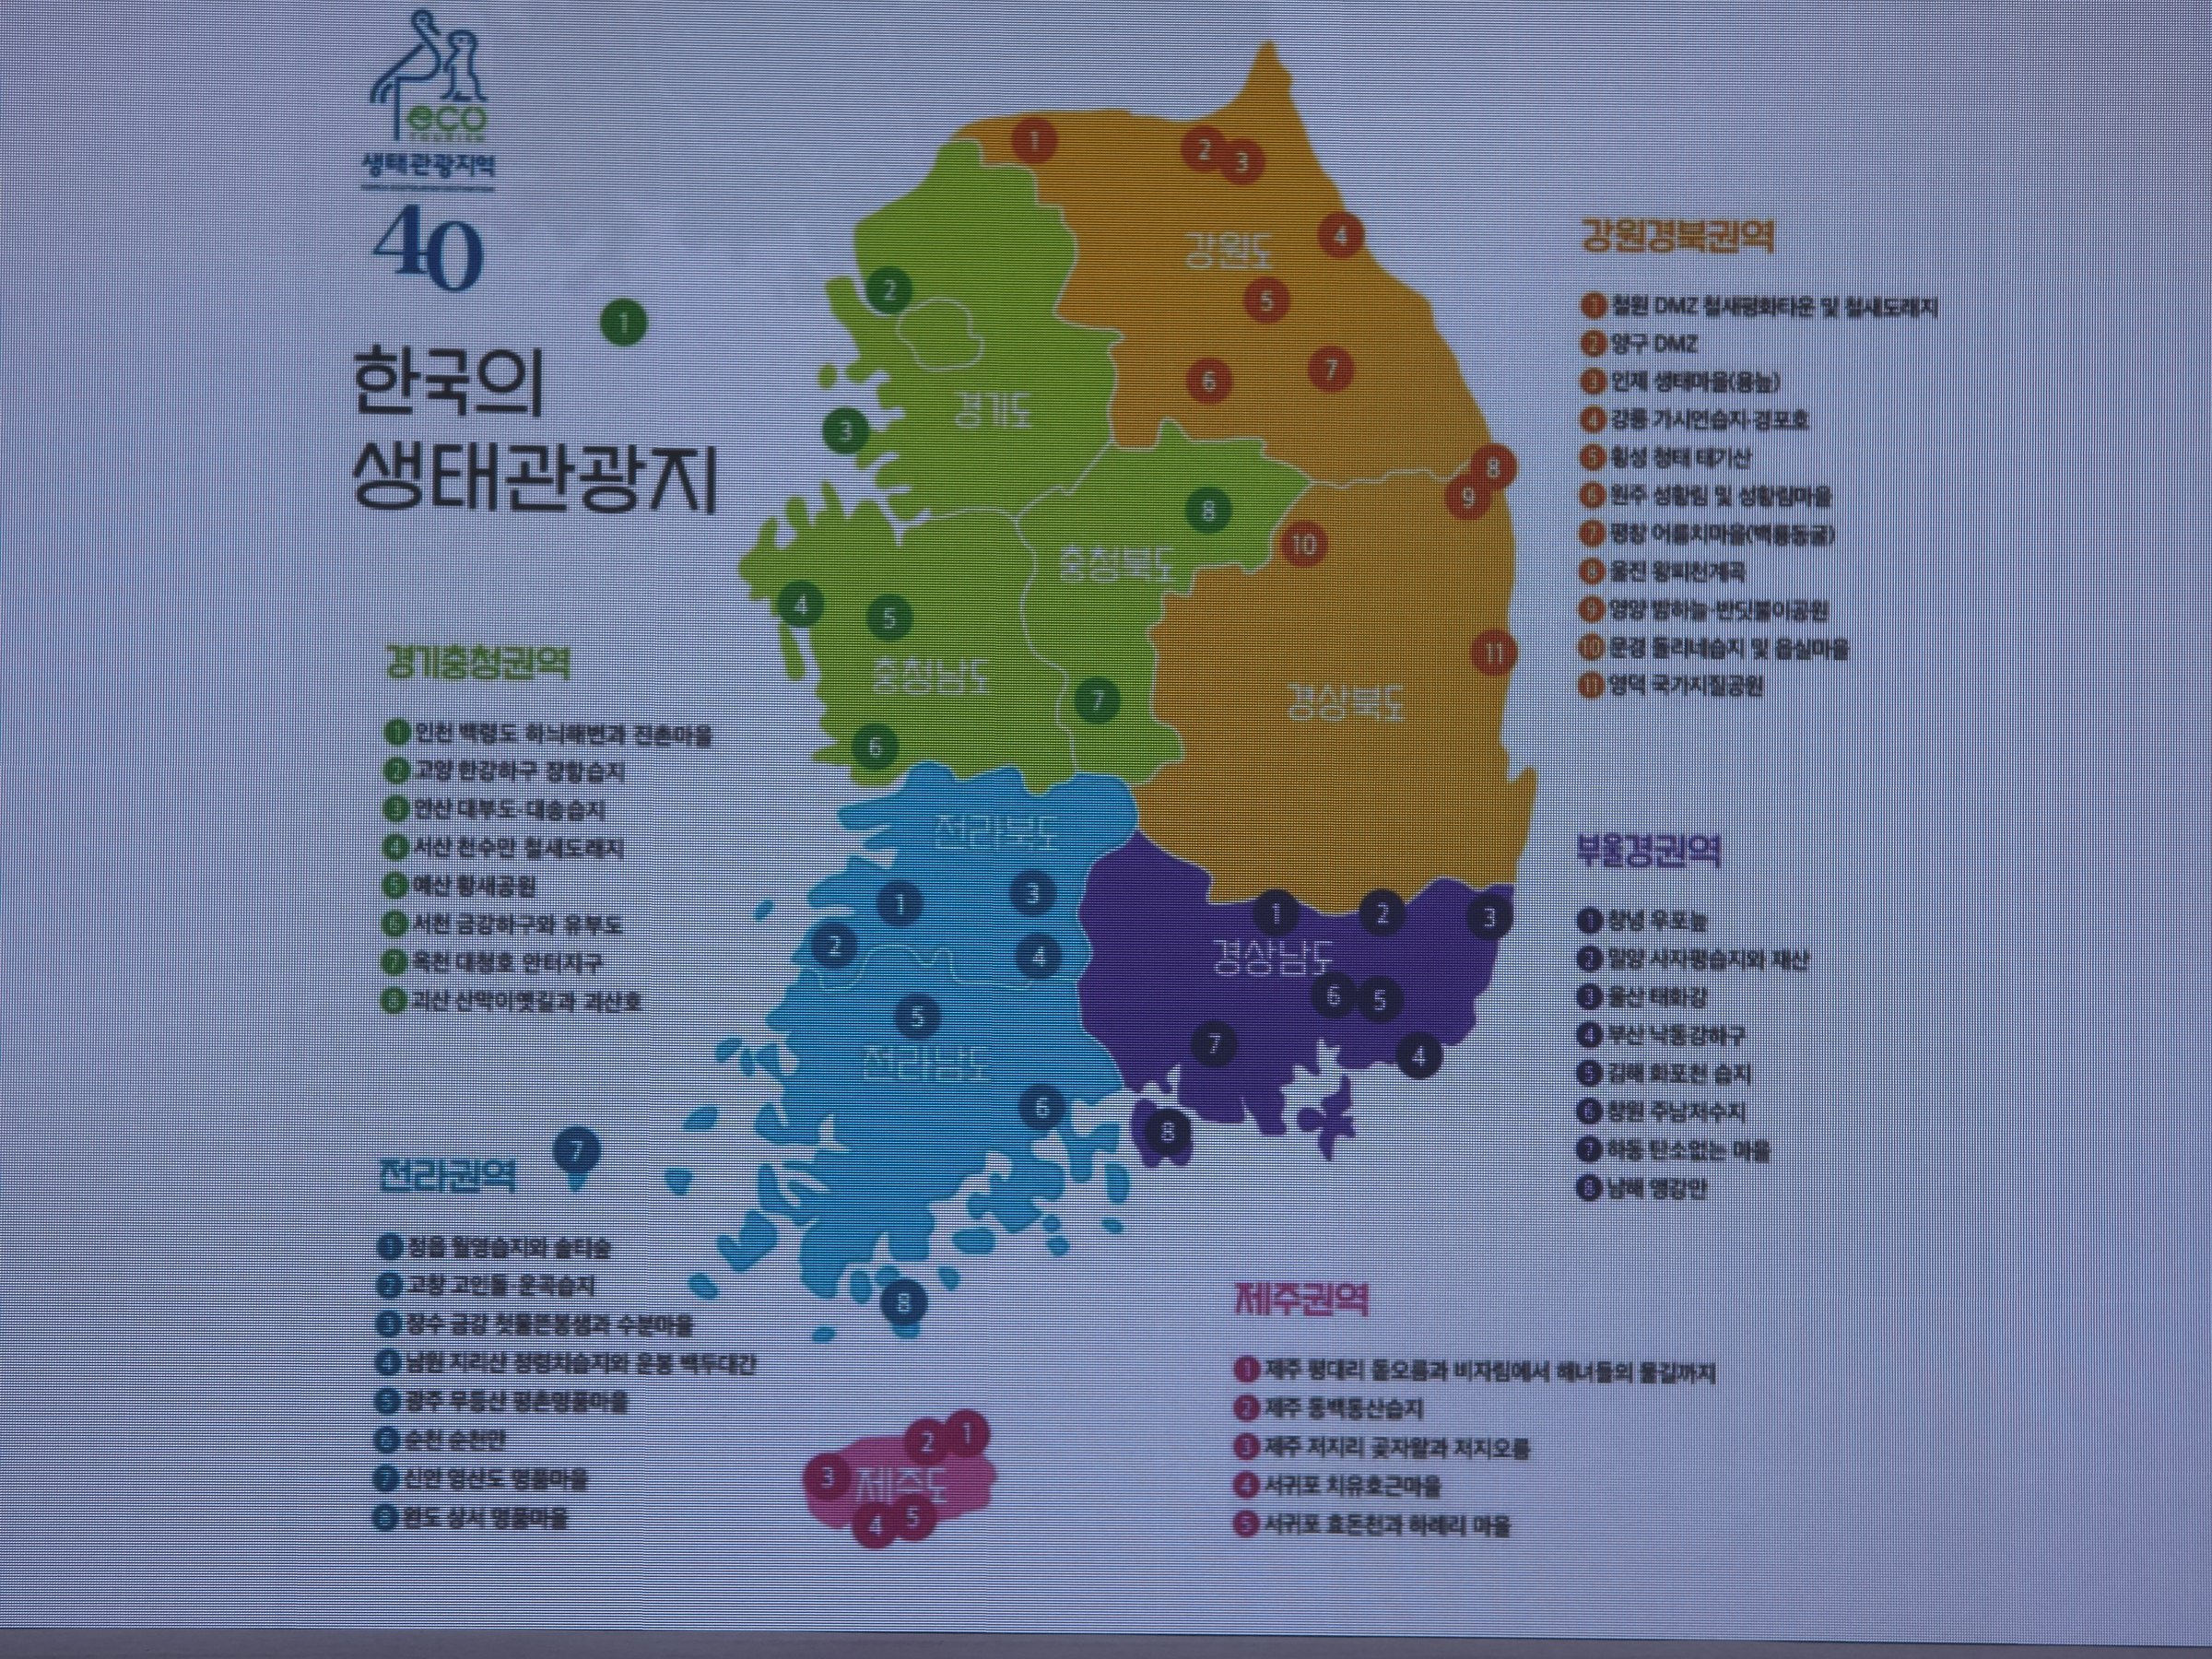 eco
TOURISM
생태관광지역
40
한국의
생태관광지
강원도
경기도
충청북도
충청남도
경상북도
전라북도
경상남도
전라남도
제주도
경기충청권역
1 인천 백령도 하늬해변과 진촌마을
2 고양 한강하구 장항습지
3 안산 대부도·대송습지
4 서산 천수만 철새도래지
5 예산 황새공원
6 서천 금강하구와 유부도
7 옥천 대청호 안터지구
8 괴산 산막이옛길과 괴산호
전라권역
1 정읍 월영습지와 솔티숲
2 고창 고인돌·운곡습지
3 장수 금강 첫물뜬봉샘과 수분마을
4 남원 지리산 정령치습지와 운봉 백두대간
5 광주 무등산 평촌명품마을
6 순천 순천만
7 신안 영산도 명품마을
8 완도 상서 명품마을
강원경북권역
1 철원 DMZ 철새평화타운 및 철새도래지
2 양구 DMZ
3 인제 생태마을(용늪)
4 강릉 가시연습지·경포호
5 횡성 청태 태기산
6 원주 성황림 및 성황림마을
7 평창 어름치마을(백룡동굴)
8 울진 왕피천계곡
9 영양 밤하늘·반딧불이공원
10 문경 돌리네습지 및 읍실마을
11 영덕 국가지질공원
부울경권역
1 창녕 우포늪
2 밀양 사자평습지와 재산
3 울산 태화강
4 부산 낙동강하구
5 김해 화포천 습지
6 창원 주남저수지
7 하동 탄소없는 마을
8 남해 앵강만
제주권역
1 제주 평대리 돝오름과 비자림에서 해녀들의 물길까지
2 제주 동백동산습지
3 제주 저지리 곶자왈과 저지오름
4 서귀포 치유호근마을
5 서귀포 효돈천과 하례리 마을